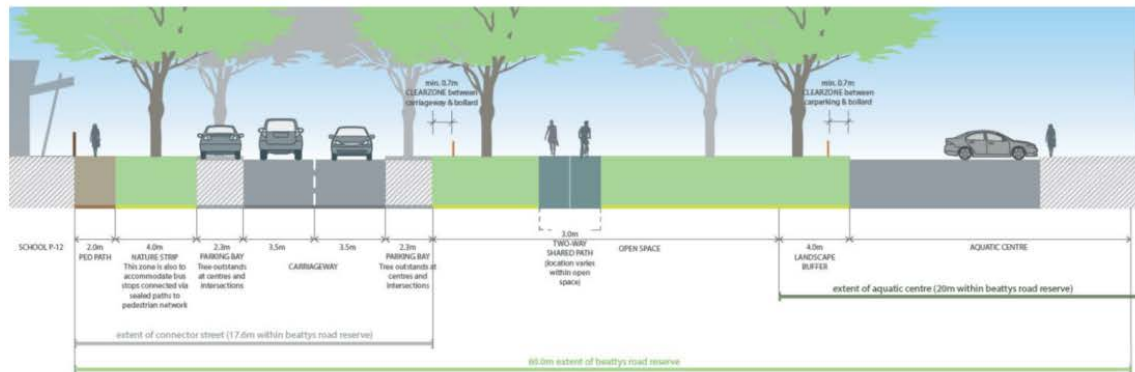 min. 0.7m
CLEARZONE between
carriageway & bollard
min. 0.7m
CLEARZONE between
carparking & bollard
SCHOOL P-12
2.0m
PED PATH
4.0m
NATURE STRIP
This zone is also to
accommodate bus
stops connected via
sealed paths to
pedestrian network
2.3m
PARKING BAY
Tree outstands
at centres and
intersections
3.5m
3.5m
CARRIAGEWAY
2.3m
PARKING BAY
Tree outstands at
centres and
intersections
3.0m
TWO-WAY
SHARED PATH
(location varies
within open
space)
OPEN SPACE
4.0m
LANDSCAPE
BUFFER
AQUATIC CENTRE
extent of aquatic centre (20m within beattys road reserve)
extent of connector street (17.6m within beattys road reserve)
60.0m extent of beattys road reserve